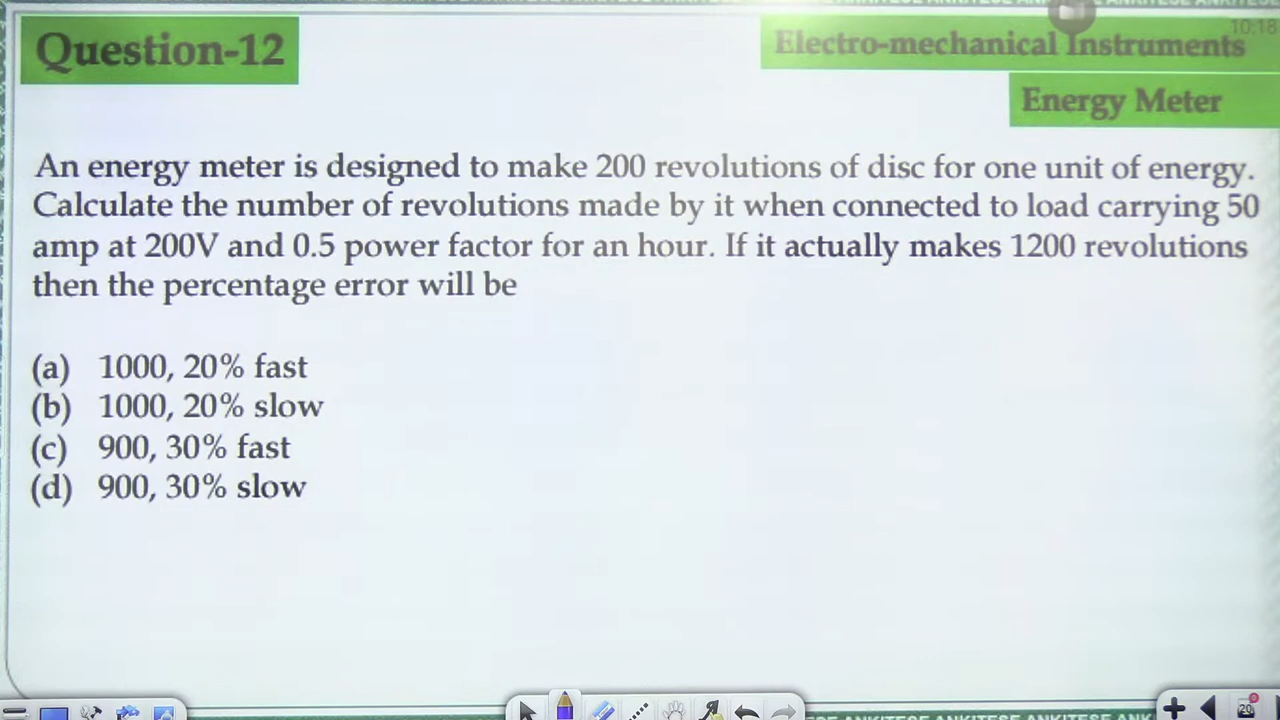 10:18
Question-12
Electro-mechanical Instruments
Energy Meter
An energy meter is designed to make 200 revolutions of disc for one unit of energy.
Calculate the number of revolutions made by it when connected to load carrying 50
amp at 200V and 0.5 power factor for an hour. If it actually makes 1200 revolutions
then the percentage error will be
(a) 1000, 20% fast
(b) 1000, 20% slow
(c) 900, 30% fast
(d) 900, 30% slow
20